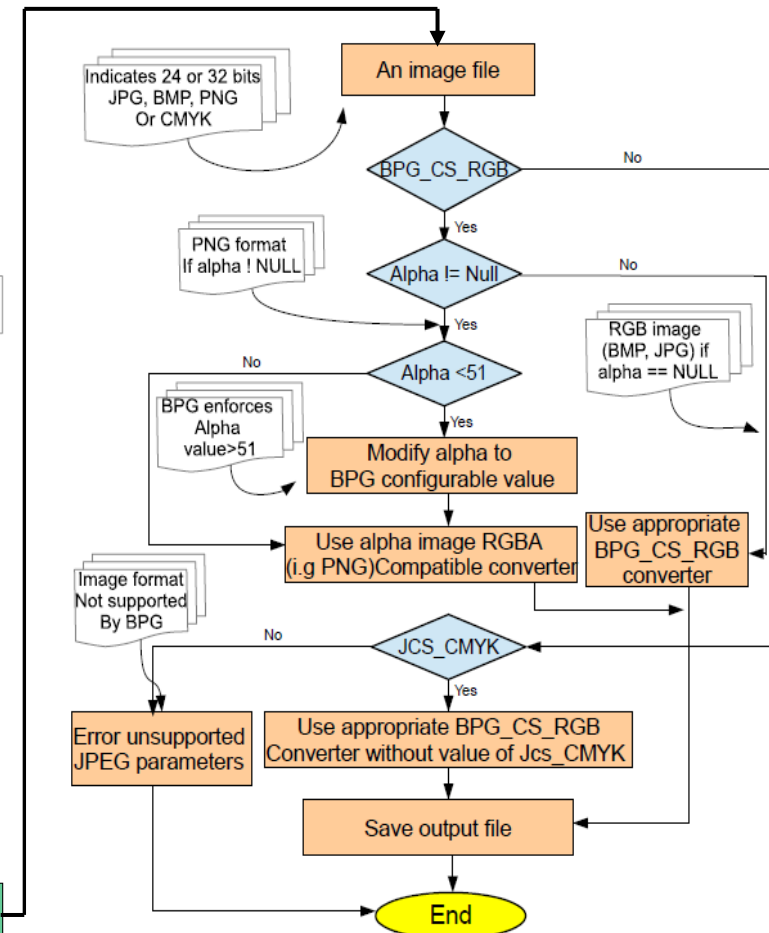 An image file
Indicates 24 or 32 bits
JPG, BMP, PNG
Or CMYK
BPG_CS_RGB
No
Yes
PNG format
If alpha ! NULL
Alpha != Null
No
Yes
RGB image
(BMP, JPG) if
alpha == NULL
No
Alpha <51
BPG enforces
Alpha
value>51
Yes
Modify alpha to
BPG configurable value
Use alpha image RGBA
(i.g PNG)Compatible converter
Use appropriate
BPG_CS_RGB
converter
Image format
Not supported
By BPG
No
JCS_CMYK
Yes
Error unsupported
JPEG parameters
Use appropriate BPG_CS_RGB
Converter without value of Jcs_CMYK
Save output file
End